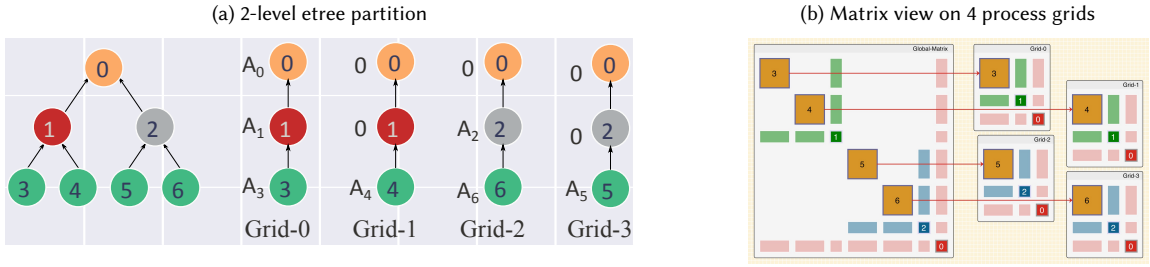 (a) 2-level etree partition
0
1 2
3 4 5 6
A0 0
A1 1
A3 3
Grid-0
0 0
0 1
A4 4
Grid-1
0 0
A2 2
A6 6
Grid-2
0 0
0 2
A5 5
Grid-3
(b) Matrix view on 4 process grids
Global-Matrix
3
4
1
5
6
2
0
Grid-0
3
1
0
Grid-1
4
1
0
Grid-2
5
2
0
Grid-3
6
2
0